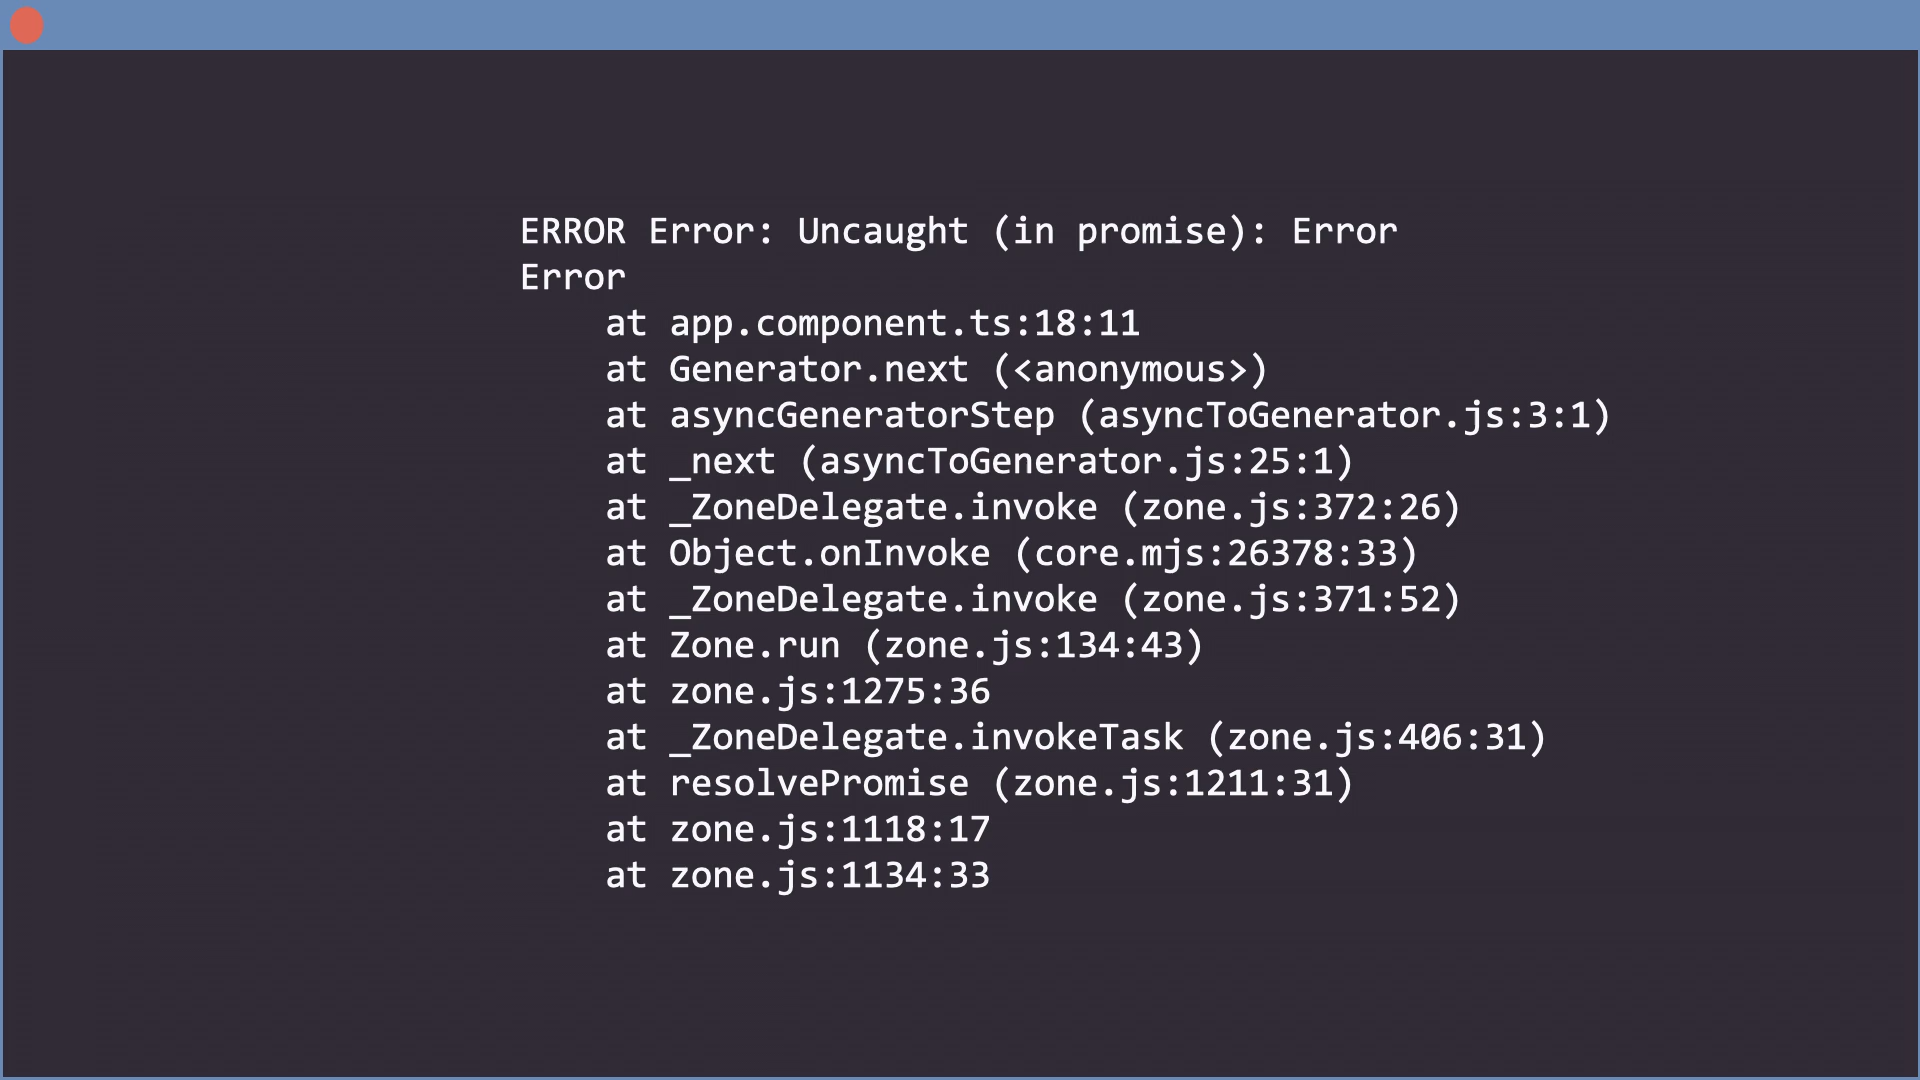 ERROR Error: Uncaught (in promise): Error
Error
    at app.component.ts:18:11
    at Generator.next (<anonymous>)
    at asyncGeneratorStep (asyncToGenerator.js:3:1)
    at _next (asyncToGenerator.js:25:1)
    at _ZoneDelegate.invoke (zone.js:372:26)
    at Object.onInvoke (core.mjs:26378:33)
    at _ZoneDelegate.invoke (zone.js:371:52)
    at Zone.run (zone.js:134:43)
    at zone.js:1275:36
    at _ZoneDelegate.invokeTask (zone.js:406:31)
    at resolvePromise (zone.js:1211:31)
    at zone.js:1118:17
    at zone.js:1134:33